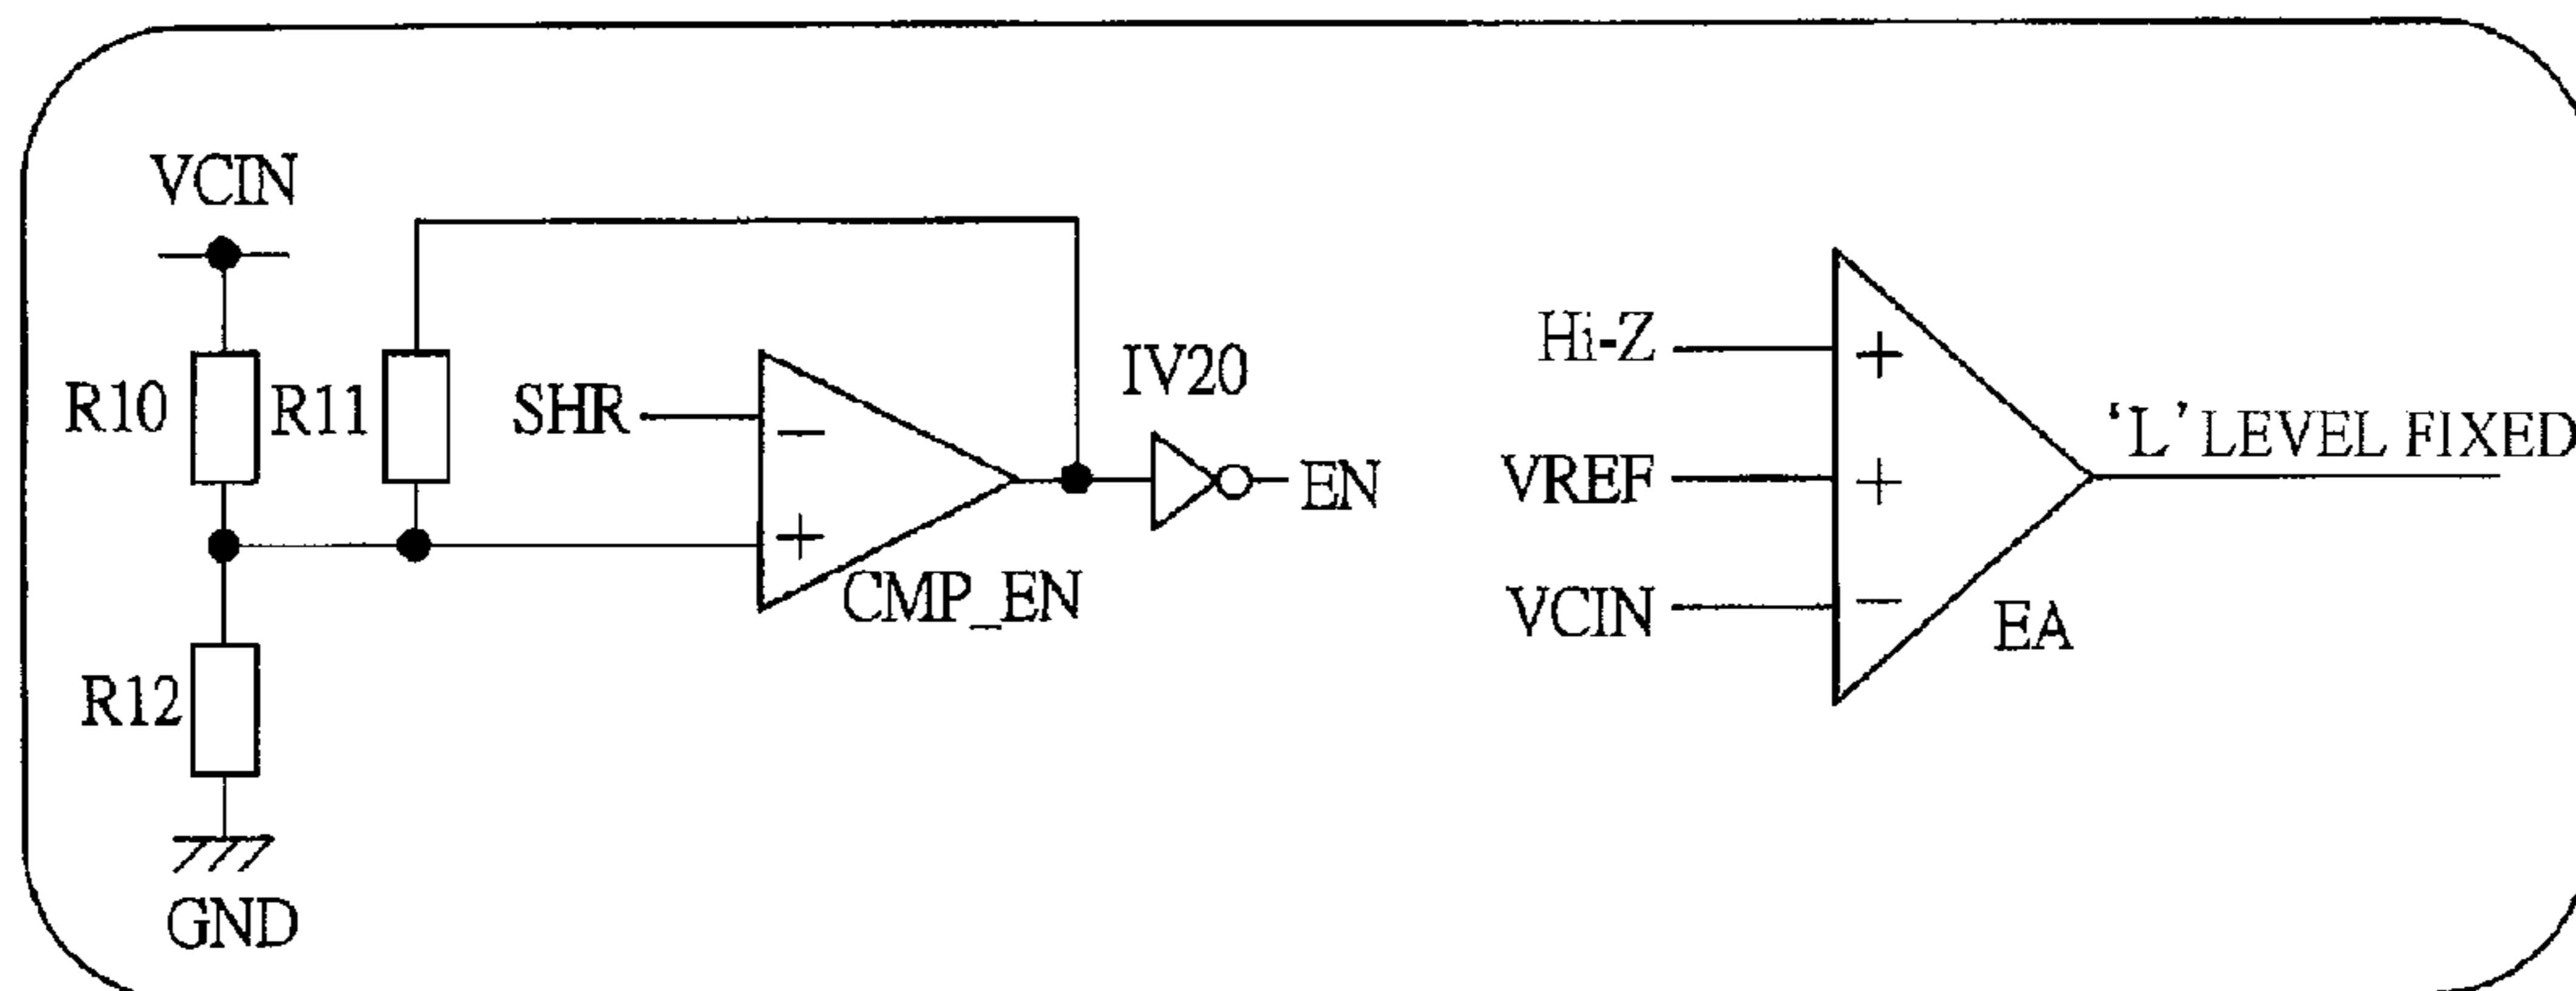 VCIN
R10
R11
SHR
−
+
CMP_EN
IV20
EN
R12
GND
Hi-Z
+
VREF
+
VCIN
−
EA
‘L’ LEVEL FIXED